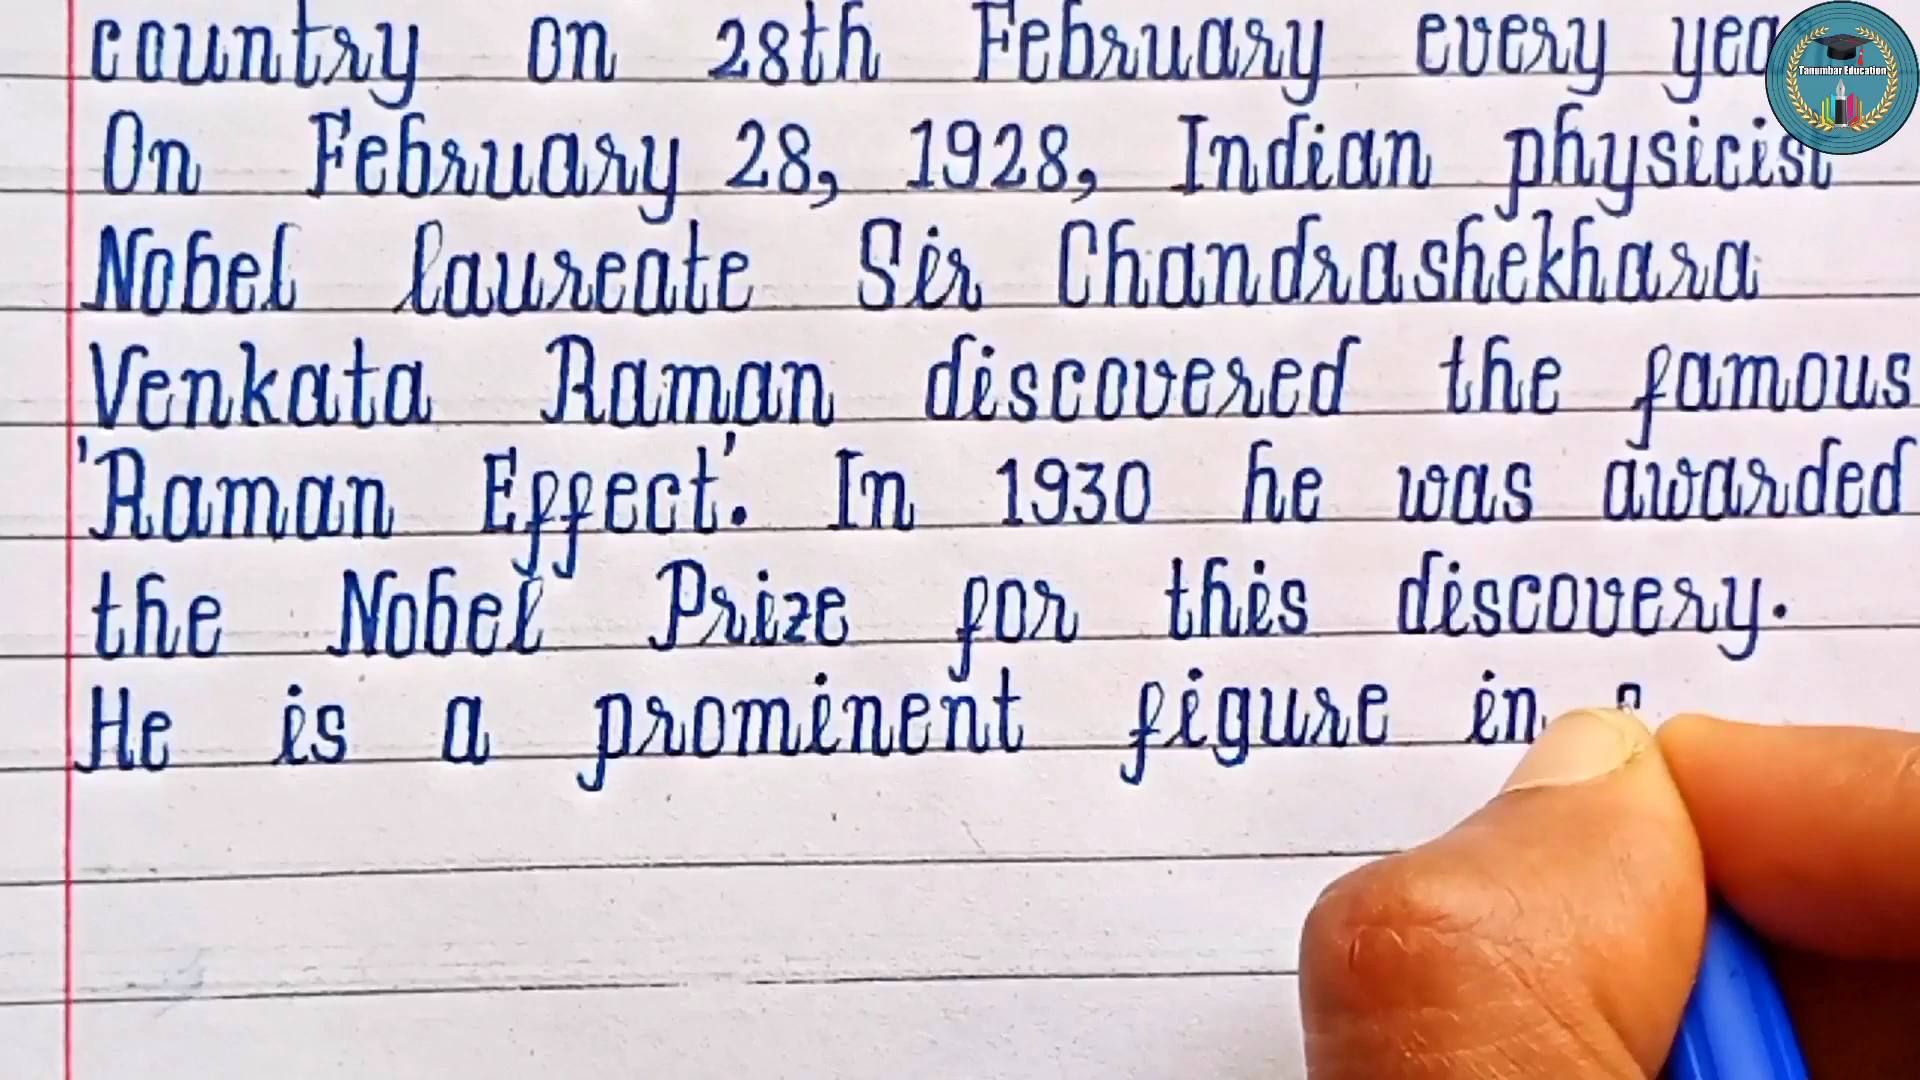 country on 28th February every yea
On February 28, 1928, Indian physicist
Nobel laureate Sir Chandrashekhara
Venkata Raman discovered the famous
'Raman Effect'. In 1930 he was awarded
the Nobel Prize for this discovery.
He is a prominent figure in
Tanumbar Education